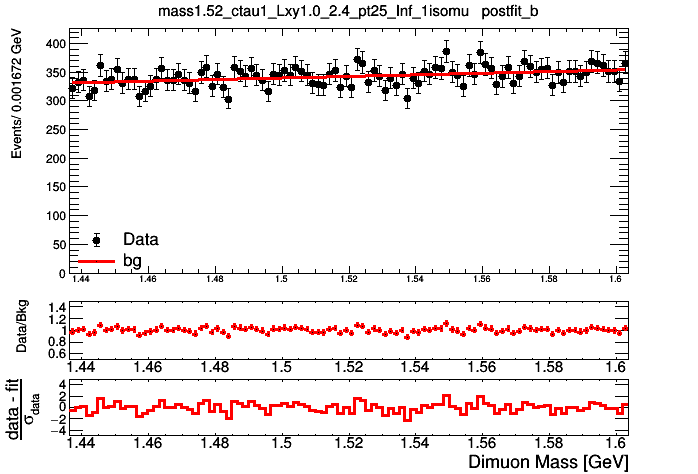 mass1.52_ctau1_Lxy1.0_2.4_pt25_Inf_1isomu postfit_b
Events/ 0.001672 GeV
400
350
300
250
200
150
100
50
0
Data
bg
1.44 1.46 1.48 1.5 1.52 1.54 1.56 1.58 1.6
Data/Bkg
1.4
1.2
1
0.8
0.6
1.44 1.46 1.48 1.5 1.52 1.54 1.56 1.58 1.6
data - fit
σdata
4
2
0
−2
−4
1.44 1.46 1.48 1.5 1.52 1.54 1.56 1.58 1.6
Dimuon Mass [GeV]